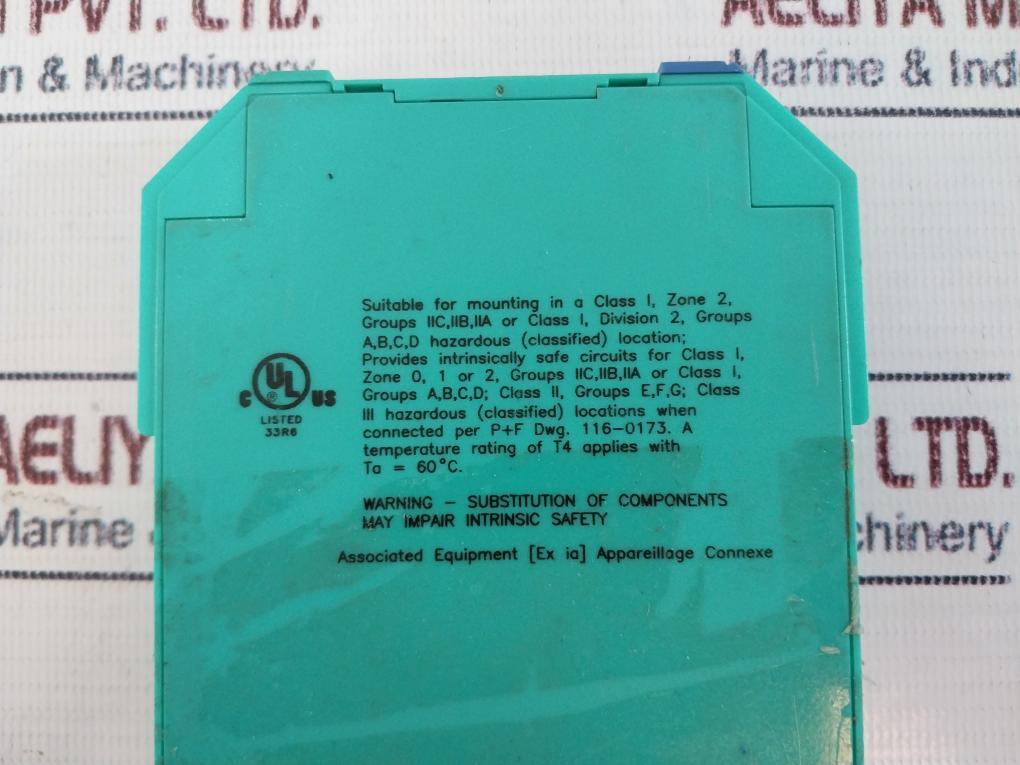 PVT. LTD.
AELIYA M
n & Machinery
Marine & Ind
Suitable for mounting in a Class I, Zone 2,
Groups IIC,IIB,IIA or Class I, Division 2, Groups
A,B,C,D hazardous (classified) location;
Provides intrinsically safe circuits for Class I,
Zone 0, 1 or 2, Groups IIC,IIB,IIA or Class I,
Groups A,B,C,D; Class II, Groups E,F,G; Class
III hazardous (classified) locations when
connected per P+F Dwg. 116-0173. A
temperature rating of T4 applies with
Ta = 60°C.
C UL ® US
LISTED
33R6
WARNING - SUBSTITUTION OF COMPONENTS
MAY IMPAIR INTRINSIC SAFETY
Associated Equipment [Ex ia] Appareillage Connexe
AELIY
LTD.
Marine
chinery